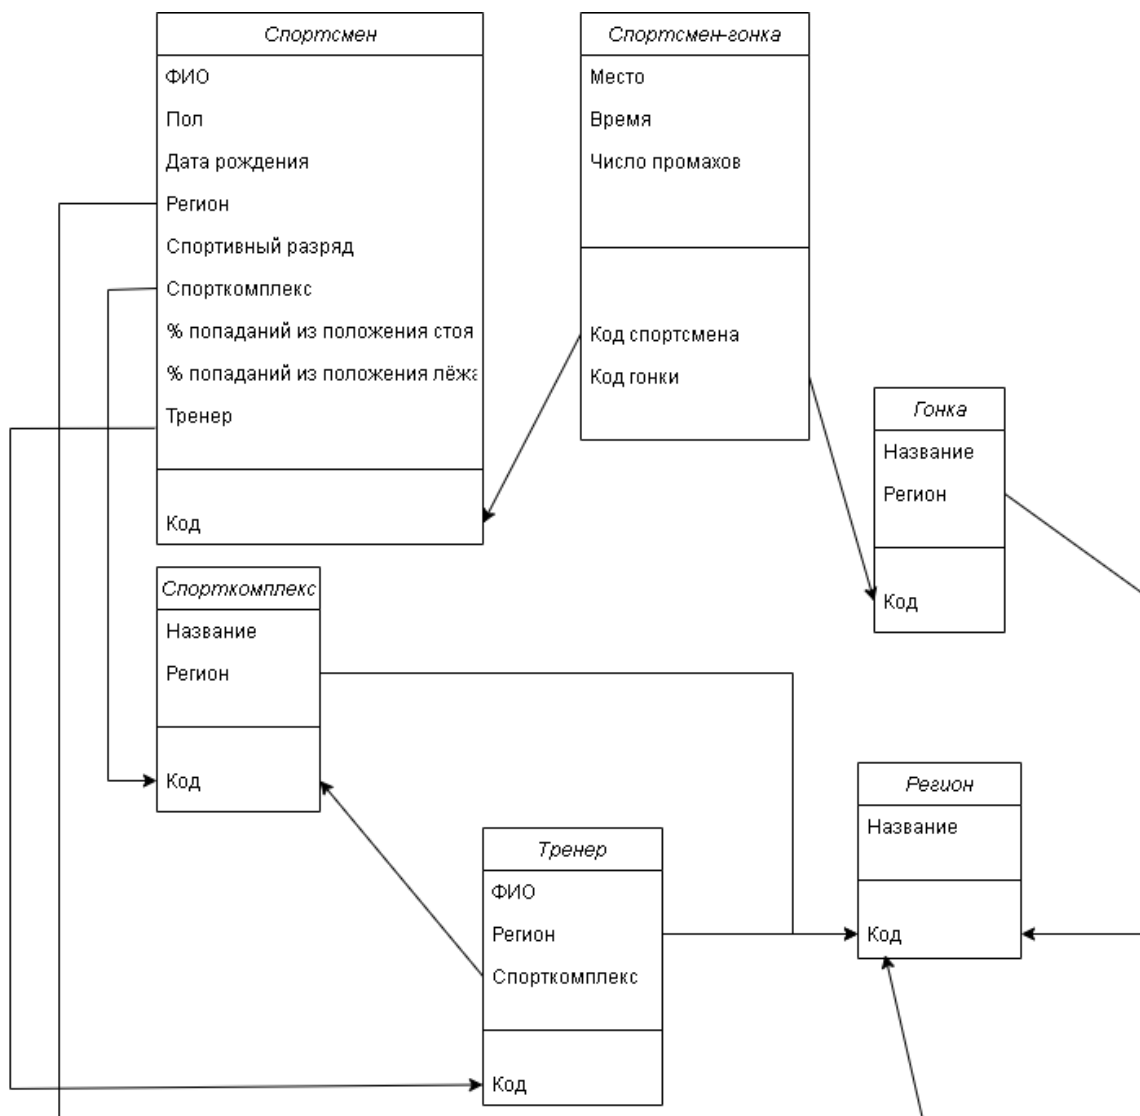 Спортсмен
ФИО
Пол
Дата рождения
Регион
Спортивный разряд
Спорткомплекс
% попаданий из положения стоя
% попаданий из положения лёжа
Тренер
Код
Спортсмен-гонка
Место
Время
Число промахов
Код спортсмена
Код гонки
Гонка
Название
Регион
Код
Спорткомплекс
Название
Регион
Код
Тренер
ФИО
Регион
Спорткомплекс
Код
Регион
Название
Код